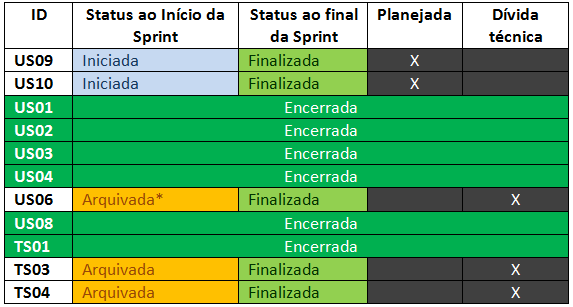 ID Status ao Início da Sprint Status ao final da Sprint Planejada Dívida técnica
US09 Iniciada Finalizada X
US10 Iniciada Finalizada X
US01 Encerrada
US02 Encerrada
US03 Encerrada
US04 Encerrada
US06 Arquivada* Finalizada X
US08 Encerrada
TS01 Encerrada
TS03 Arquivada Finalizada X
TS04 Arquivada Finalizada X